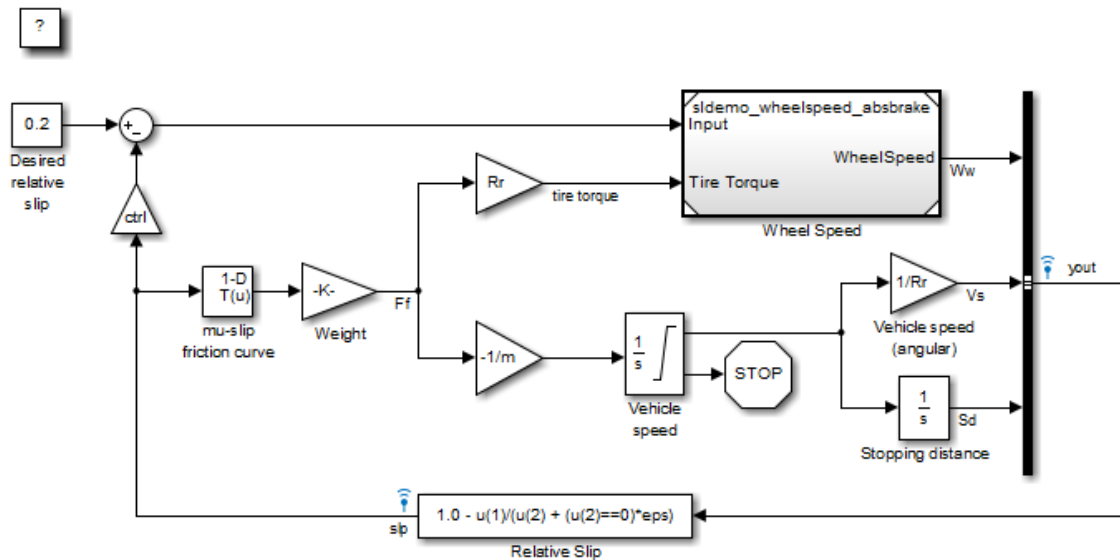 ?
0.2
Desired
relative
slip
+
-
ctrl
1-D
T(u)
mu-slip
friction curve
-K-
Weight
Ff
Rr
tire torque
-1/m
sldemo_wheelspeed_absbrake
Input
WheelSpeed
Tire Torque
Wheel Speed
Ww
1
s
Vehicle
speed
STOP
1/Rr
Vs
Vehicle speed
(angular)
1
s
Sd
Stopping distance
yout
slp
1.0 - u(1)/(u(2) + (u(2)==0)*eps)
Relative Slip